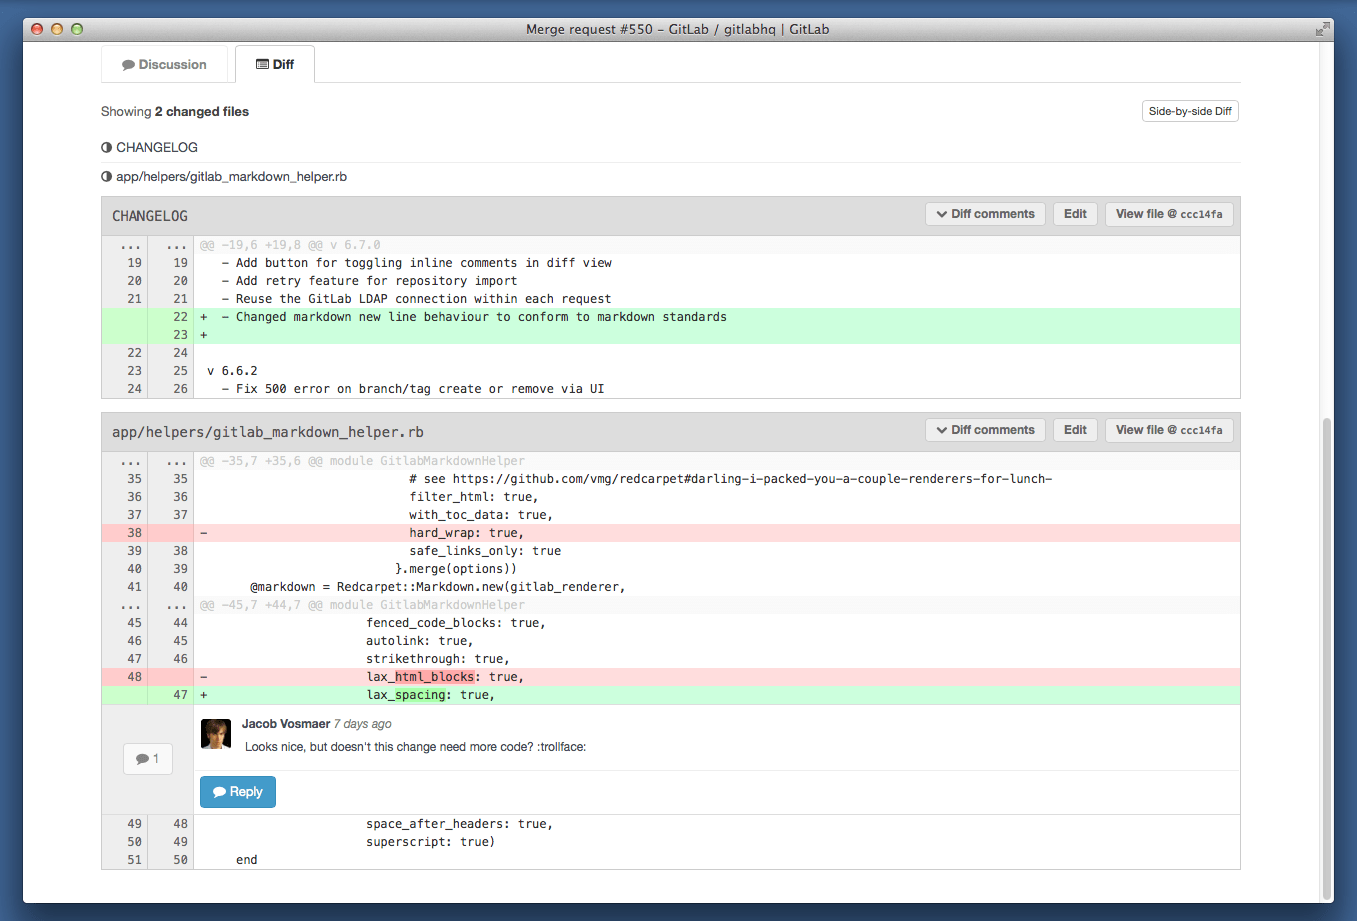 Merge request #550 – GitLab / gitlabhq | GitLab
Discussion
Diff
Showing 2 changed files
Side-by-side Diff
CHANGELOG
app/helpers/gitlab_markdown_helper.rb
CHANGELOG
Diff comments
Edit
View file @ ccc14fa
... ... @@ -19,6 +19,8 @@ v 6.7.0
19 19 - Add button for toggling inline comments in diff view
20 20 - Add retry feature for repository import
21 21 - Reuse the GitLab LDAP connection within each request
22 + - Changed markdown new line behaviour to conform to markdown standards
23 +
22 24
23 25 v 6.6.2
24 26 - Fix 500 error on branch/tag create or remove via UI
app/helpers/gitlab_markdown_helper.rb
Diff comments
Edit
View file @ ccc14fa
... ... @@ -35,7 +35,6 @@ module GitlabMarkdownHelper
35 35 # see https://github.com/vmg/redcarpet#darling-i-packed-you-a-couple-renderers-for-lunch-
36 36 filter_html: true,
37 37 with_toc_data: true,
38 - hard_wrap: true,
39 38 safe_links_only: true
40 39 }.merge(options))
41 40 @markdown = Redcarpet::Markdown.new(gitlab_renderer,
... ... @@ -45,7 +44,7 @@ module GitlabMarkdownHelper
45 44 fenced_code_blocks: true,
46 45 autolink: true,
47 46 strikethrough: true,
48 - lax_html_blocks: true,
47 + lax_spacing: true,
1
Jacob Vosmaer 7 days ago
Looks nice, but doesn't this change need more code? :trollface:
Reply
49 48 space_after_headers: true,
50 49 superscript: true)
51 50 end